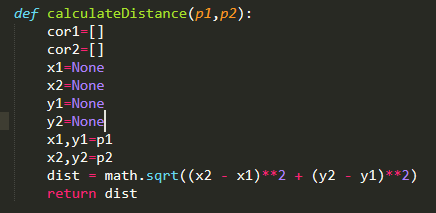 def calculateDistance(p1,p2):
    cor1=[]
    cor2=[]
    x1=None
    x2=None
    y1=None
    y2=None
    x1,y1=p1
    x2,y2=p2
    dist = math.sqrt((x2 - x1)**2 + (y2 - y1)**2)
    return dist